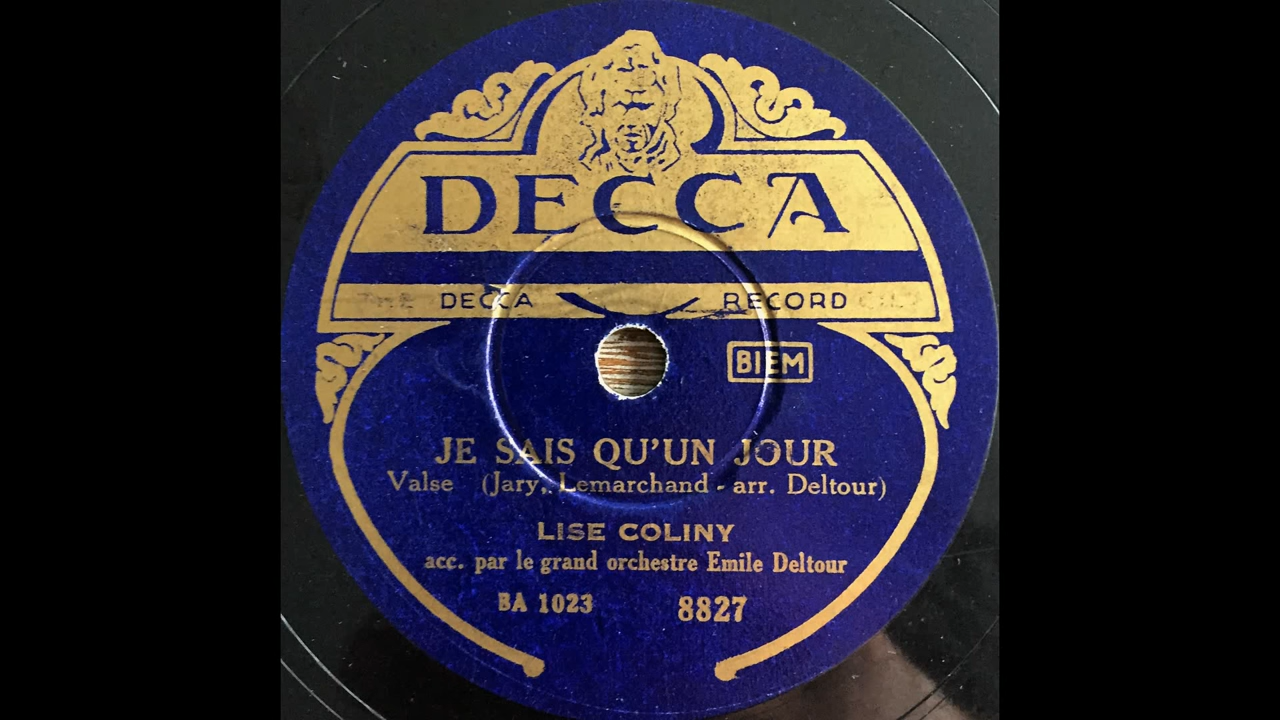 DECCA
DECCA RECORD
BIEM
JE SAIS QU'UN JOUR
Valse (Jary, Lemarchand - arr. Deltour)
LISE COLINY
acc. par le grand orchestre Emile Deltour
BA 1023 8827